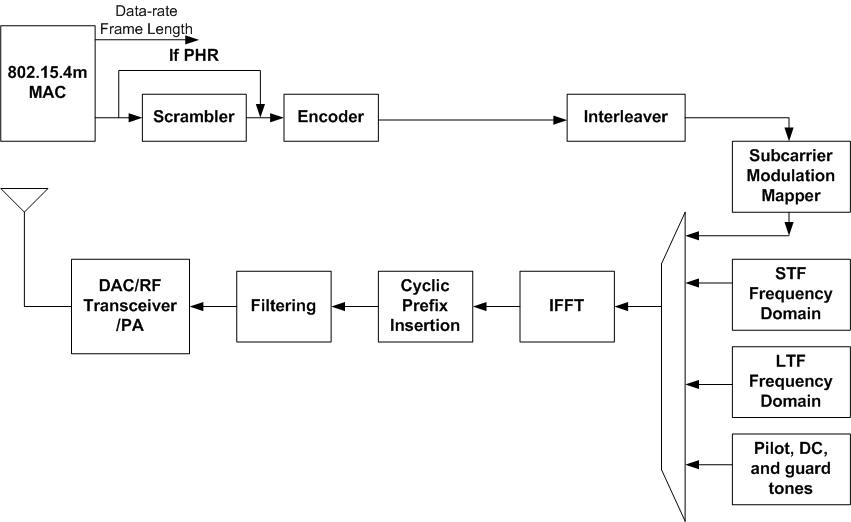 Data-rate
Frame Length
If PHR
802.15.4m
MAC
Scrambler
Encoder
Interleaver
Subcarrier
Modulation
Mapper
STF
Frequency
Domain
DAC/RF
Transceiver
/PA
Filtering
Cyclic
Prefix
Insertion
IFFT
LTF
Frequency
Domain
Pilot, DC,
and guard
tones